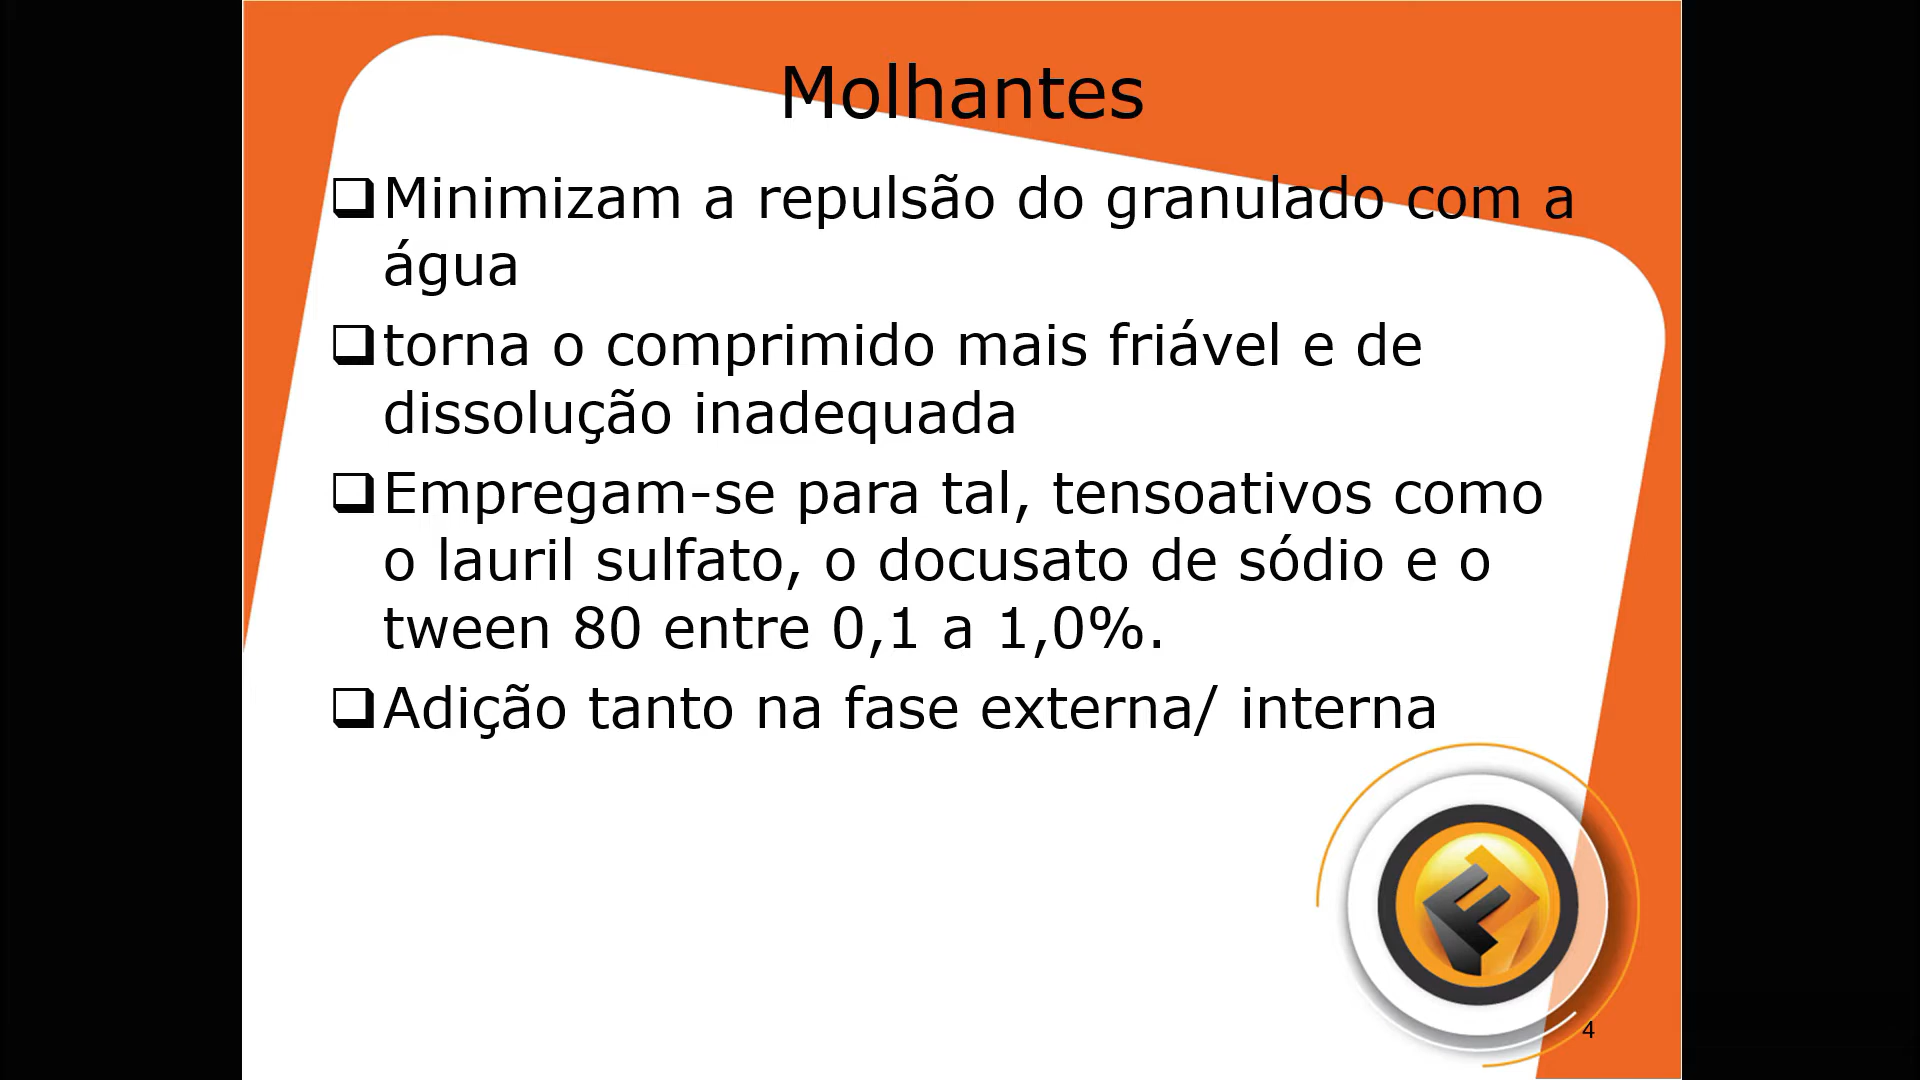 Molhantes
Minimizam a repulsão do granulado com a
água
torna o comprimido mais friável e de
dissolução inadequada
Empregam-se para tal, tensoativos como
o lauril sulfato, o docusato de sódio e o
tween 80 entre 0,1 a 1,0%.
Adição tanto na fase externa/ interna
4